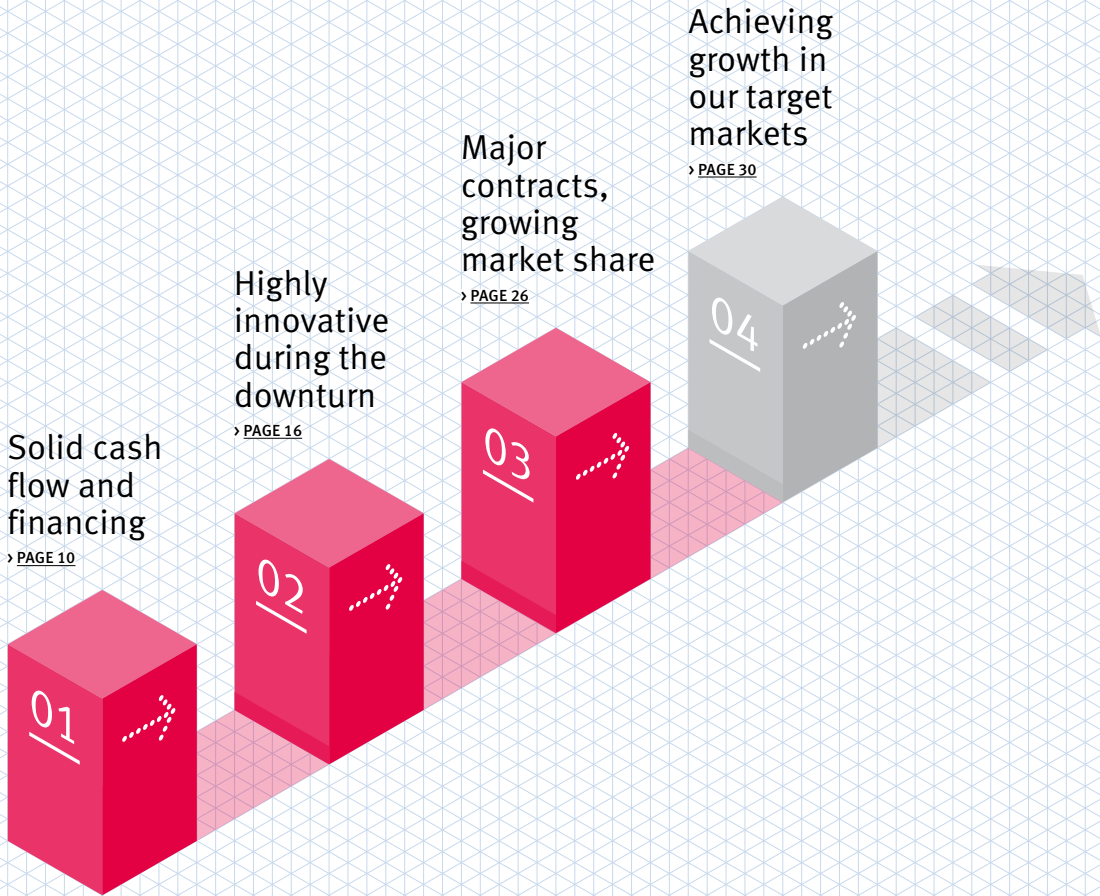 Solid cash
flow and
financing
› PAGE 10
01
Highly
innovative
during the
downturn
› PAGE 16
02
Major
contracts,
growing
market share
› PAGE 26
03
Achieving
growth in
our target
markets
› PAGE 30
04